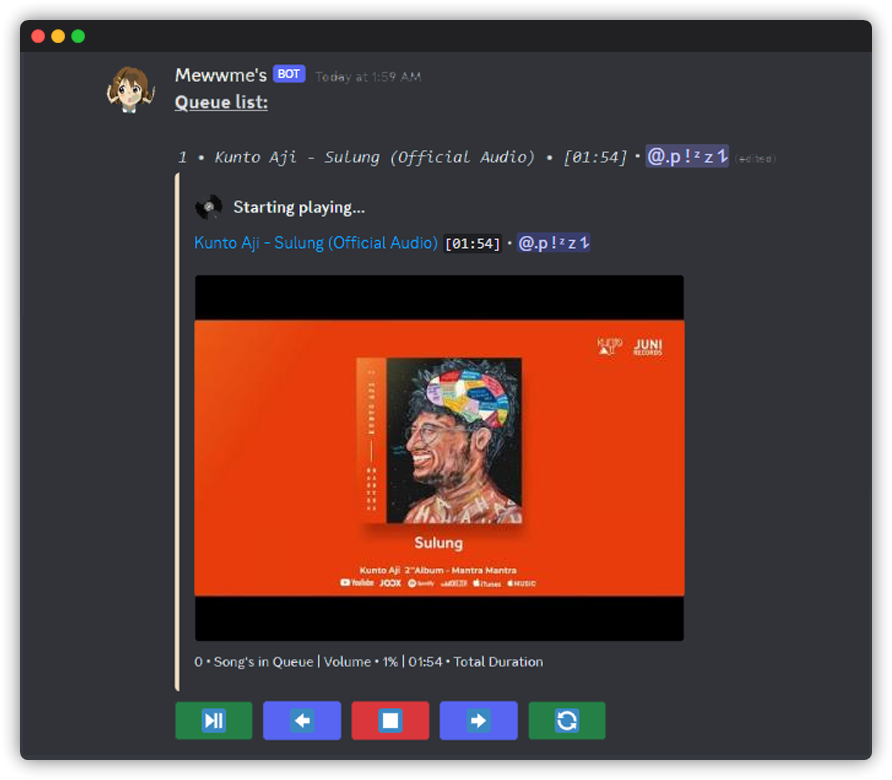 Mewwme's BOT Today at 1:59 AM
Queue list:
1 • Kunto Aji - Sulung (Official Audio) • [01:54] • @.p!ᶻz (edited)
Starting playing...
Kunto Aji - Sulung (Official Audio) [01:54] • @.p!ᶻz
KUNTO AJI
JUNI RECORDS
KUNTO AJI
Sulung
Kunto Aji 2ⁿᵈ Album - Mantra Mantra
YouTube JOOX Spotify DEEZER iTunes MUSIC
0 • Song's in Queue | Volume • 1% | 01:54 • Total Duration